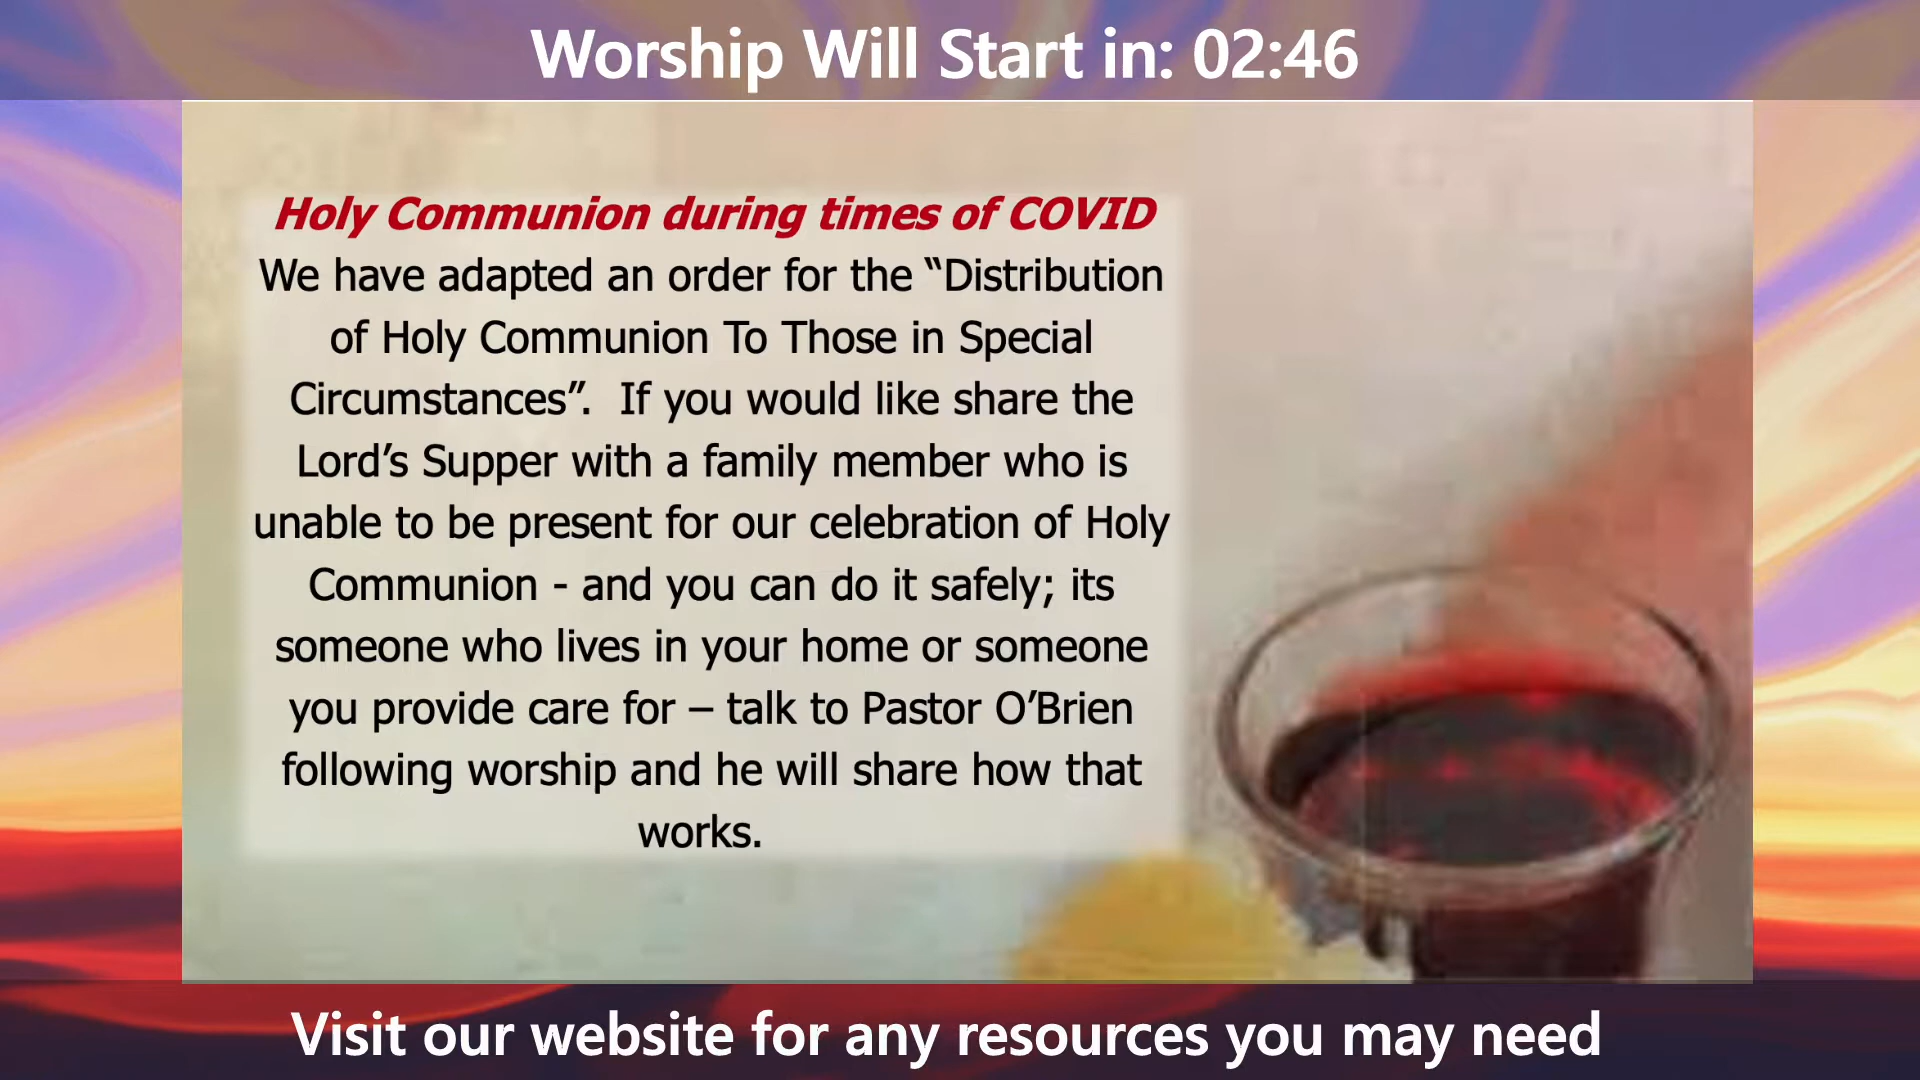 Worship Will Start in: 02:46
Holy Communion during times of COVID
We have adapted an order for the “Distribution
of Holy Communion To Those in Special
Circumstances”.  If you would like share the
Lord’s Supper with a family member who is
unable to be present for our celebration of Holy
Communion - and you can do it safely; its
someone who lives in your home or someone
you provide care for – talk to Pastor O’Brien
following worship and he will share how that
works.
Visit our website for any resources you may need